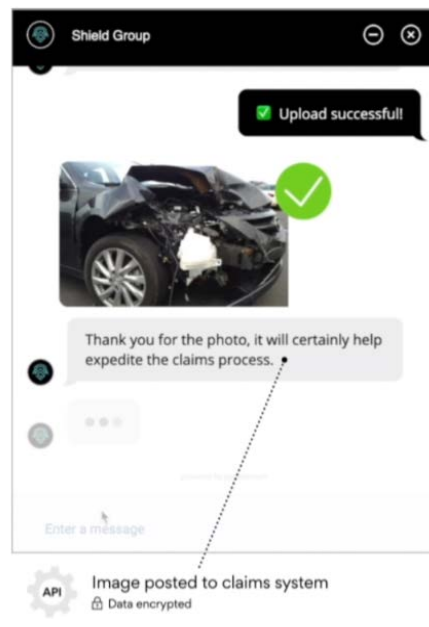 Shield Group
Upload successful!
Thank you for the photo, it will certainly help
expedite the claims process.
Enter a message
API
Image posted to claims system
Data encrypted